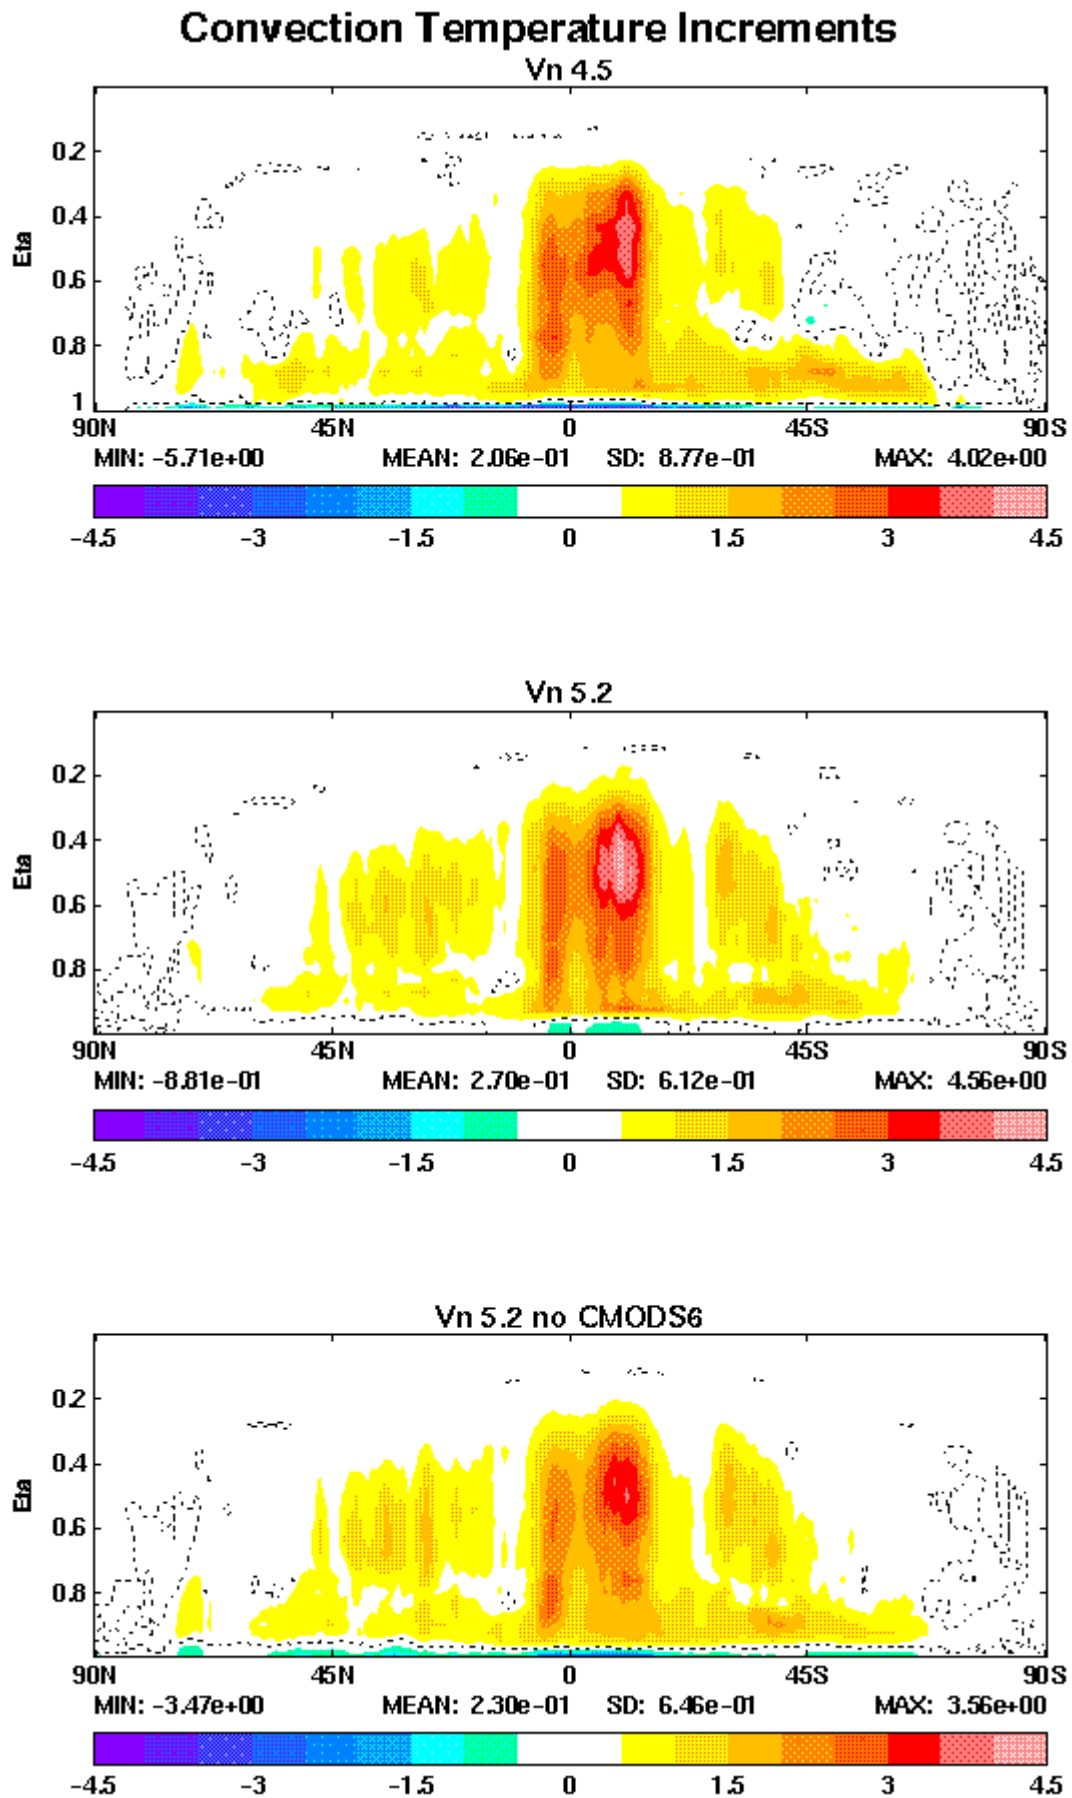 Convection Temperature Increments
Vn 4.5
0.2
0.4
Eta
0.6
0.8
1
90N 45N 0 45S 90S
MIN: -5.71e+00 MEAN: 2.06e-01 SD: 8.77e-01 MAX: 4.02e+00
-4.5 -3 -1.5 0 1.5 3 4.5
Vn 5.2
0.2
0.4
Eta
0.6
0.8
90N 45N 0 45S 90S
MIN: -8.81e-01 MEAN: 2.70e-01 SD: 6.12e-01 MAX: 4.56e+00
-4.5 -3 -1.5 0 1.5 3 4.5
Vn 5.2 no CMODS6
0.2
0.4
Eta
0.6
0.8
90N 45N 0 45S 90S
MIN: -3.47e+00 MEAN: 2.30e-01 SD: 6.46e-01 MAX: 3.56e+00
-4.5 -3 -1.5 0 1.5 3 4.5